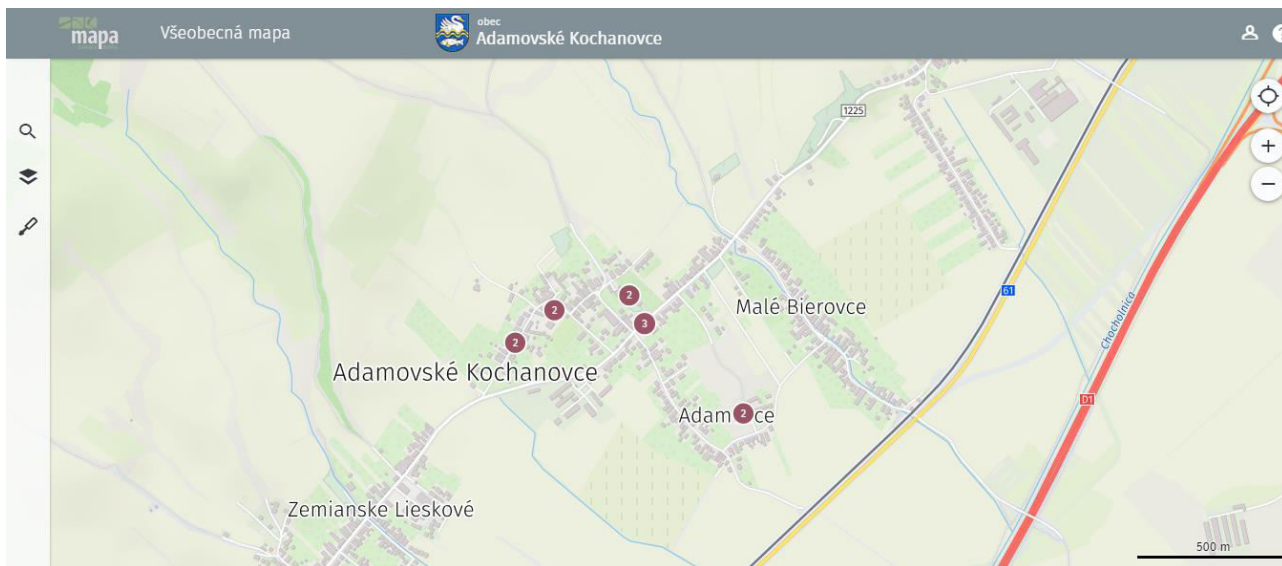 mapa
Všeobecná mapa
obec
Adamovské Kochanovce
1225
61
2
2
3
2
Malé Bierovce
Chocholnica
Adamovské Kochanovce
D1
Adam ce
2
Zemianske Lieskové
500 m